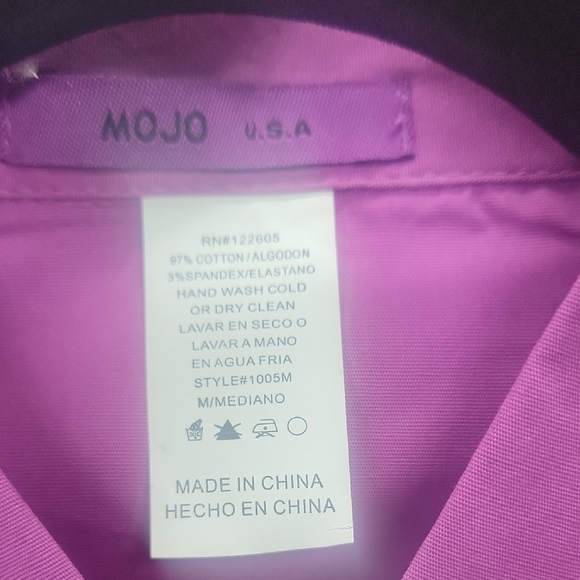 MOJO U.S.A
RN#122605
97% COTTON/ALGODON
3%SPANDEX/ELASTANO
HAND WASH COLD
OR DRY CLEAN
LAVAR EN SECO O
LAVAR A MANO
EN AGUA FRIA
STYLE#1005M
M/MEDIANO
MADE IN CHINA
HECHO EN CHINA